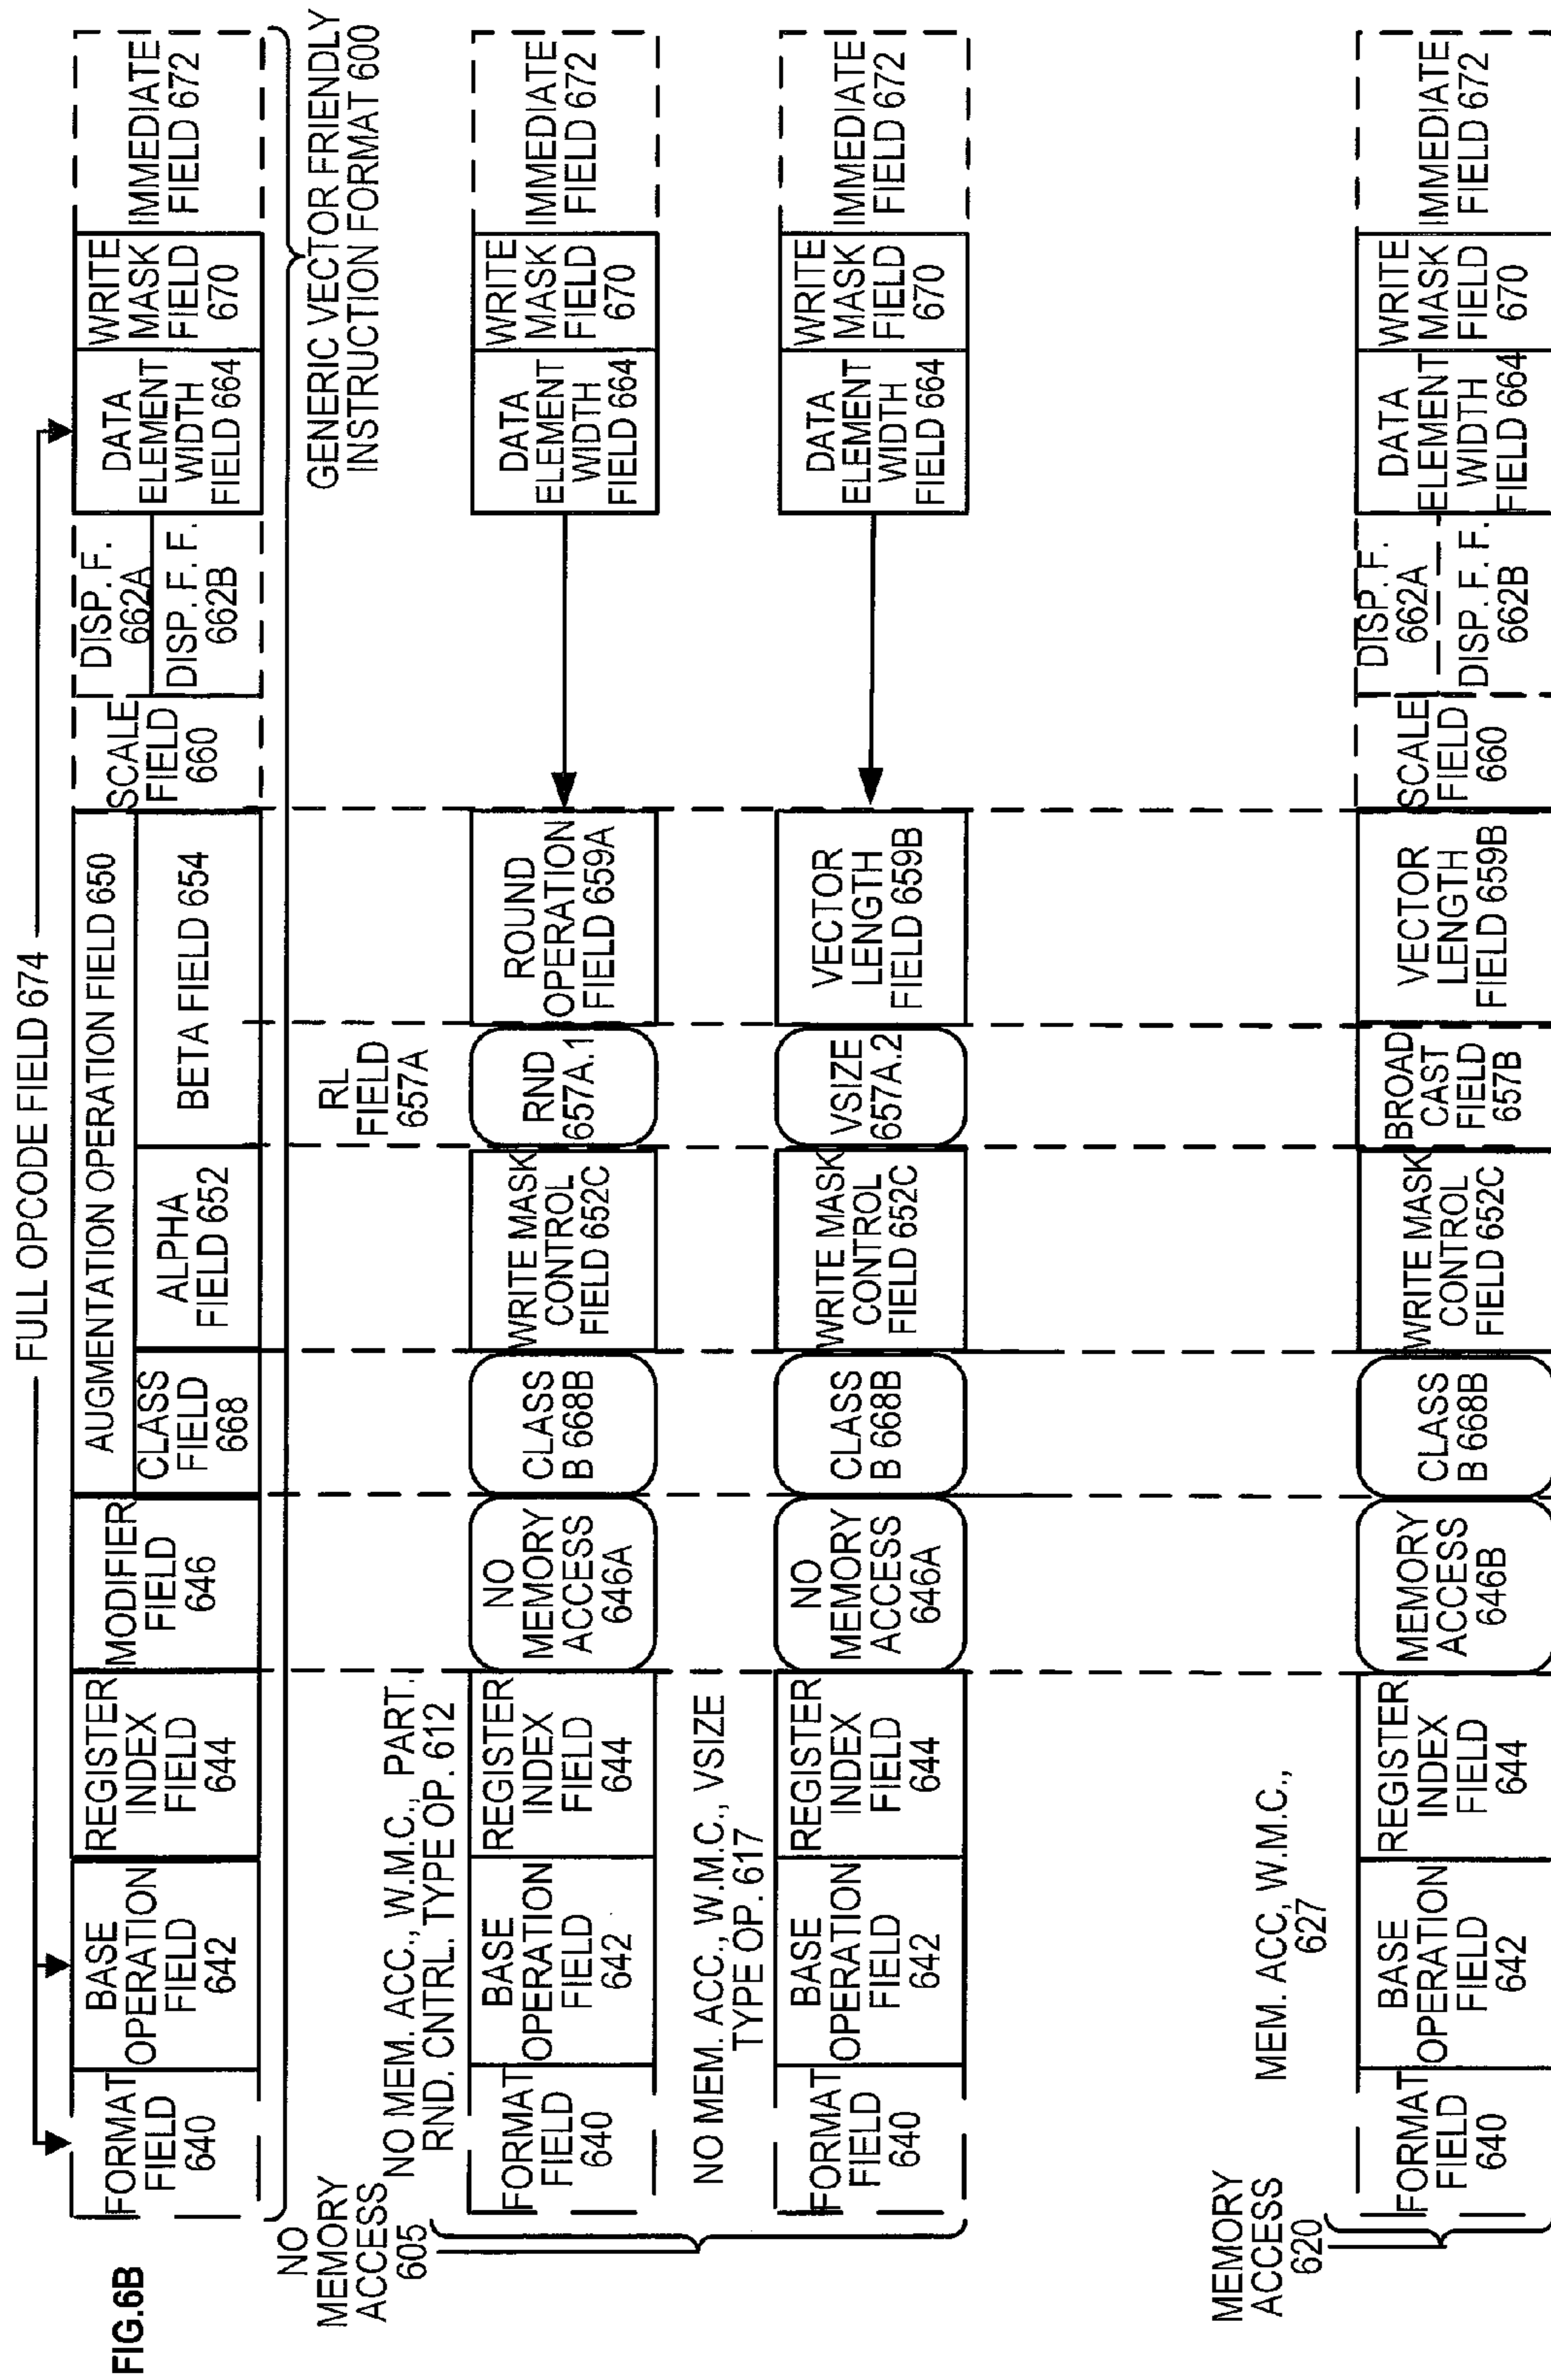 FIG.6B
FULL OPCODE FIELD 674
FORMAT
FIELD
640
BASE
OPERATION
FIELD
642
REGISTER
INDEX
FIELD
644
MODIFIER
FIELD
646
AUGMENTATION OPERATION FIELD 650
CLASS
FIELD
668
ALPHA
FIELD 652
BETA FIELD 654
SCALE
FIELD
660
DISP. F.
662A
DISP. F. F.
662B
DATA
ELEMENT
WIDTH
FIELD 664
WRITE
MASK
FIELD
670
IMMEDIATE
FIELD 672
GENERIC VECTOR FRIENDLY
INSTRUCTION FORMAT 600
NO
MEMORY
ACCESS
605
NO MEM. ACC., W.M.C., PART.
RND. CNTRL. TYPE OP. 612
RL
FIELD
657A
FORMAT
FIELD
640
BASE
OPERATION
FIELD
642
REGISTER
INDEX
FIELD
644
NO
MEMORY
ACCESS
646A
CLASS
B 668B
WRITE MASK
CONTROL
FIELD 652C
RND
657A.1
ROUND
OPERATION
FIELD 659A
DATA
ELEMENT
WIDTH
FIELD 664
WRITE
MASK
FIELD
670
IMMEDIATE
FIELD 672
NO MEM. ACC., W.M.C., VSIZE
TYPE OP. 617
FORMAT
FIELD
640
BASE
OPERATION
FIELD
642
REGISTER
INDEX
FIELD
644
NO
MEMORY
ACCESS
646A
CLASS
B 668B
WRITE MASK
CONTROL
FIELD 652C
VSIZE
657A.2
VECTOR
LENGTH
FIELD 659B
DATA
ELEMENT
WIDTH
FIELD 664
WRITE
MASK
FIELD
670
IMMEDIATE
FIELD 672
MEMORY
ACCESS
620
MEM. ACC, W.M.C.,
627
FORMAT
FIELD
640
BASE
OPERATION
FIELD
642
REGISTER
INDEX
FIELD
644
MEMORY
ACCESS
646B
CLASS
B 668B
WRITE MASK
CONTROL
FIELD 652C
BROAD
CAST
FIELD
657B
VECTOR
LENGTH
FIELD 659B
SCALE
FIELD
660
DISP. F.
662A
DISP. F. F.
662B
DATA
ELEMENT
WIDTH
FIELD 664
WRITE
MASK
FIELD
670
IMMEDIATE
FIELD 672